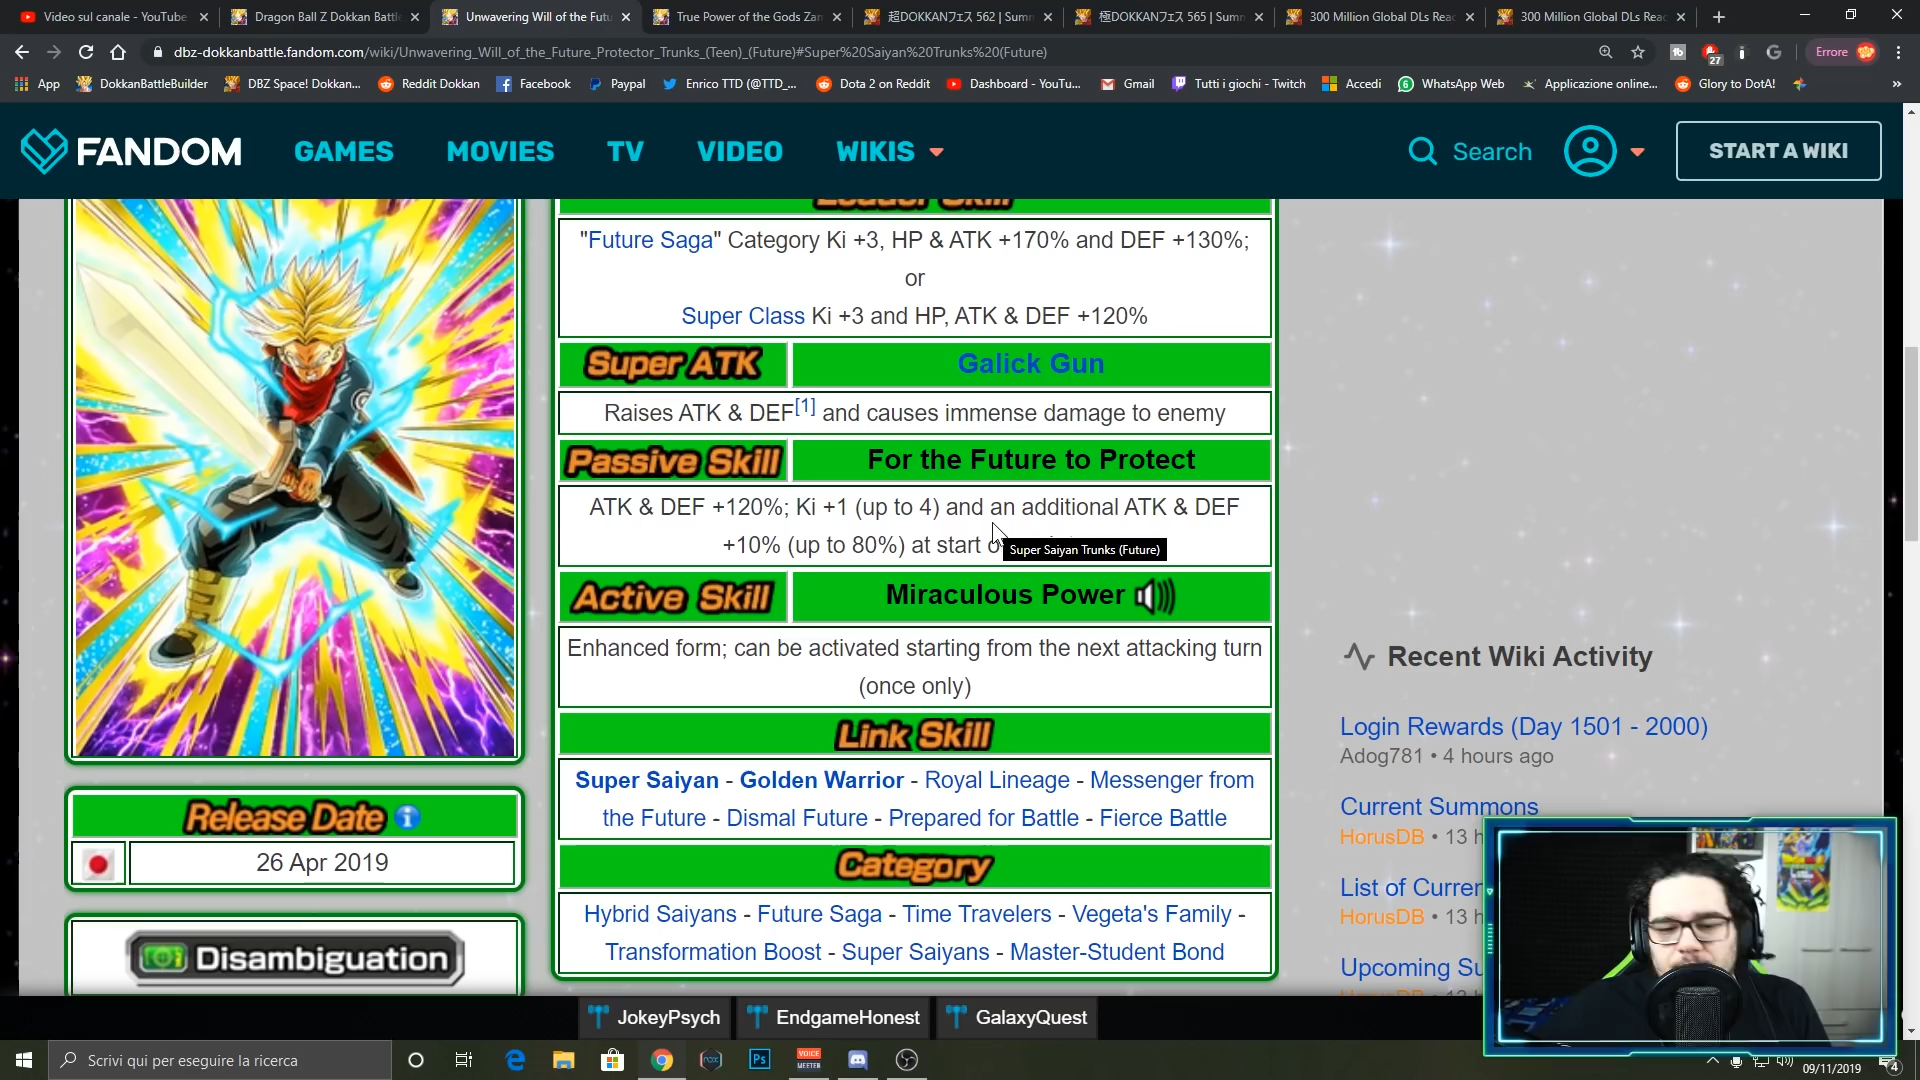 Video sul canale - YouTube
Dragon Ball Z Dokkan Battl
Unwavering Will of the Futu
True Power of the Gods Zam
超DOKKANフェス 562 | Summ
極DOKKANフェス 565 | Summ
300 Million Global DLs Reac
300 Million Global DLs Reac
dbz-dokkanbattle.fandom.com/wiki/Unwavering_Will_of_the_Future_Protector_Trunks_(Teen)_(Future)#Super%20Saiyan%20Trunks%20(Future)
27
Errore
App
DokkanBattleBuilder
DBZ Space! Dokkan...
Reddit Dokkan
Facebook
Paypal
Enrico TTD (@TTD_...
Dota 2 on Reddit
Dashboard - YouTu...
Gmail
Tutti i giochi - Twitch
Accedi
WhatsApp Web
Applicazione online...
Glory to DotA!
FANDOM
GAMES
MOVIES
TV
VIDEO
WIKIS
Search
START A WIKI
Leader Skill
"Future Saga" Category Ki +3, HP & ATK +170% and DEF +130%;
or
Super Class Ki +3 and HP, ATK & DEF +120%
Super ATK
Galick Gun
Raises ATK & DEF[1] and causes immense damage to enemy
Passive Skill
For the Future to Protect
ATK & DEF +120%; Ki +1 (up to 4) and an additional ATK & DEF
+10% (up to 80%) at start
Super Saiyan Trunks (Future)
Active Skill
Miraculous Power
Enhanced form; can be activated starting from the next attacking turn
(once only)
Link Skill
Super Saiyan - Golden Warrior - Royal Lineage - Messenger from
the Future - Dismal Future - Prepared for Battle - Fierce Battle
Category
Hybrid Saiyans - Future Saga - Time Travelers - Vegeta's Family -
Transformation Boost - Super Saiyans - Master-Student Bond
Release Date
26 Apr 2019
Disambiguation
Recent Wiki Activity
Login Rewards (Day 1501 - 2000)
Adog781 • 4 hours ago
Current Summons
HorusDB • 13 h
List of Curren
HorusDB • 13 h
Upcoming Su
JokeyPsych
EndgameHonest
GalaxyQuest
Scrivi qui per eseguire la ricerca
Ps
VOICE
MEETER
09/11/2019
4